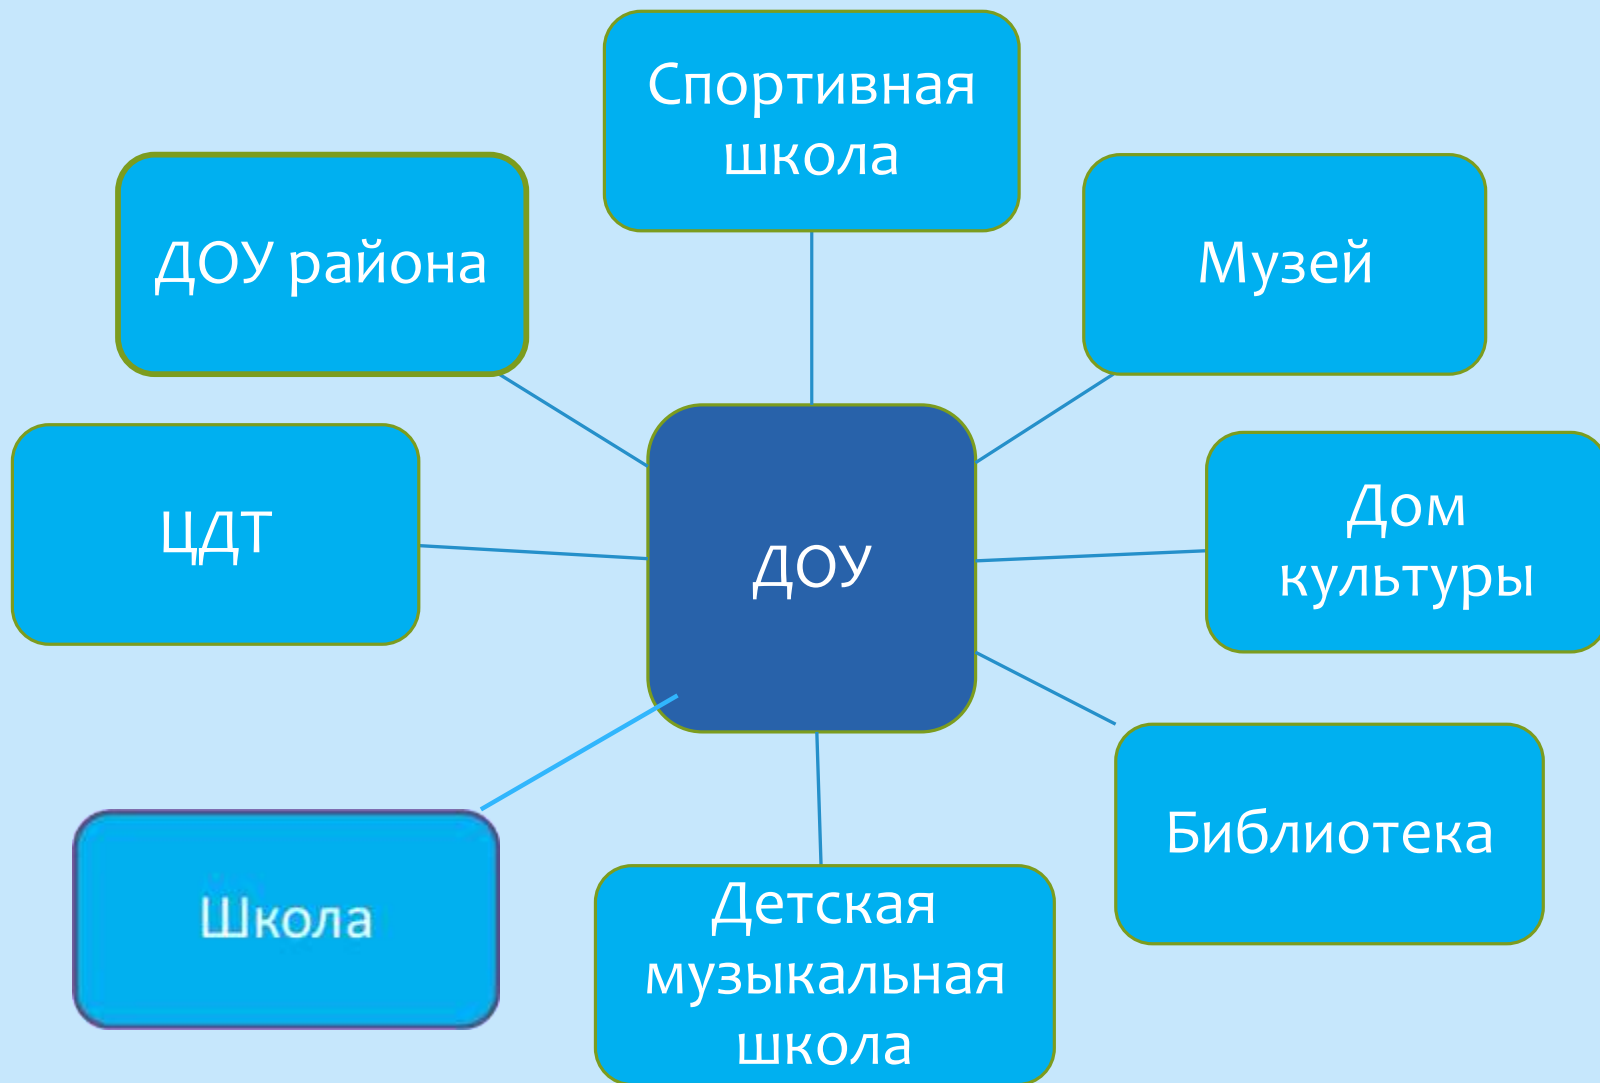 Спортивная
школа
ДОУ района
Музей
ЦДТ
ДОУ
Дом
культуры
Библиотека
Школа
Детская
музыкальная
школа